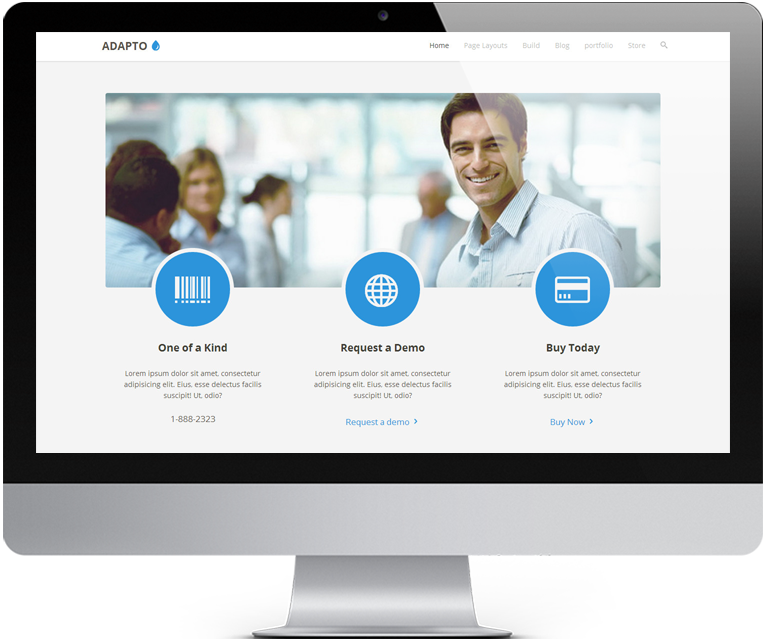 ADAPTO
Home Page Layouts Build Blog portfolio Store
One of a Kind
Lorem ipsum dolor sit amet, consectetur
adipisicing elit. Eius, esse delectus facilis
suscipit! Ut, odio?
1-888-2323
Request a Demo
Lorem ipsum dolor sit amet, consectetur
adipisicing elit. Eius, esse delectus facilis
suscipit! Ut, odio?
Request a demo
Buy Today
Lorem ipsum dolor sit amet, consectetur
adipisicing elit. Eius, esse delectus facilis
suscipit! Ut, odio?
Buy Now